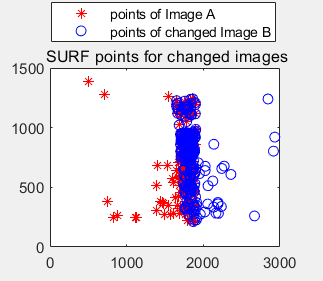 points of Image A
points of changed Image B
SURF points for changed images
1500
1000
500
0
0 1000 2000 3000